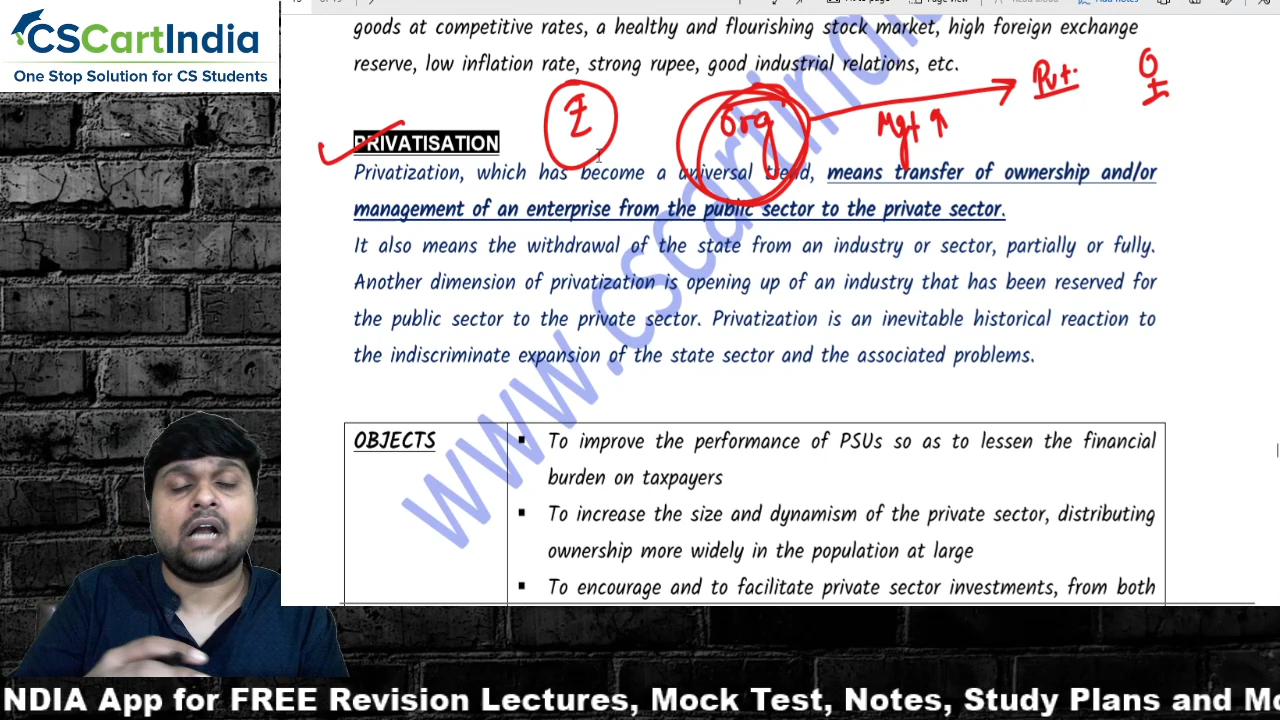 CSCartIndia
One Stop Solution for CS Students
goods at competitive rates, a healthy and flourishing stock market, high foreign exchange
reserve, low inflation rate, strong rupee, good industrial relations, etc.
Org
Mgt ↑
Pvt.
PRIVATISATION
Privatization, which has become a universal trend, means transfer of ownership and/or
management of an enterprise from the public sector to the private sector.
It also means the withdrawal of the state from an industry or sector, partially or fully.
Another dimension of privatization is opening up of an industry that has been reserved for
the public sector to the private sector. Privatization is an inevitable historical reaction to
the indiscriminate expansion of the state sector and the associated problems.
OBJECTS
▪ To improve the performance of PSUs so as to lessen the financial
burden on taxpayers
▪ To increase the size and dynamism of the private sector, distributing
ownership more widely in the population at large
▪ To encourage and to facilitate private sector investments, from both
www.cscartindia
NDIA App for FREE Revision Lectures, Mock Test, Notes, Study Plans and Mo